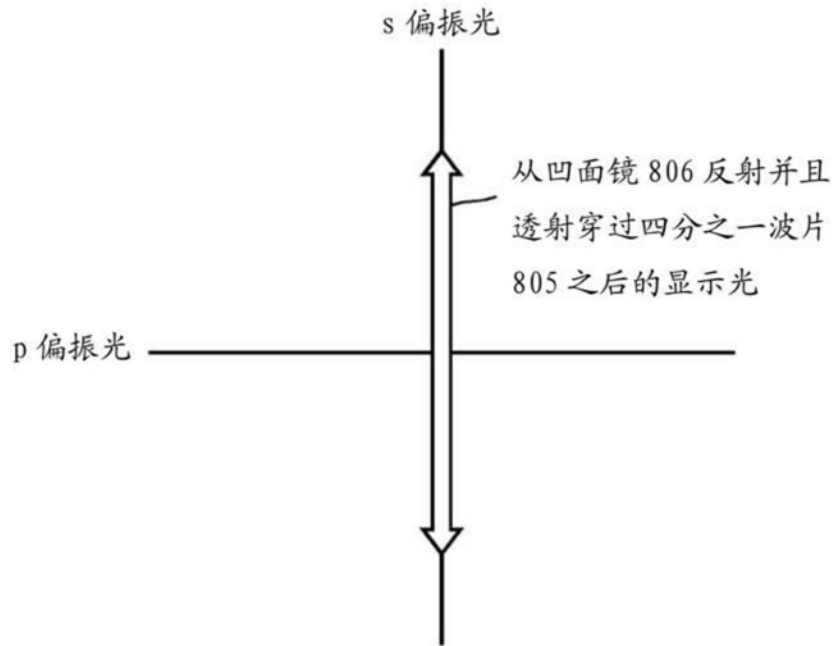 s 偏振光
从凹面镜 806 反射并且
透射穿过四分之一波片
805 之后的显示光
p 偏振光